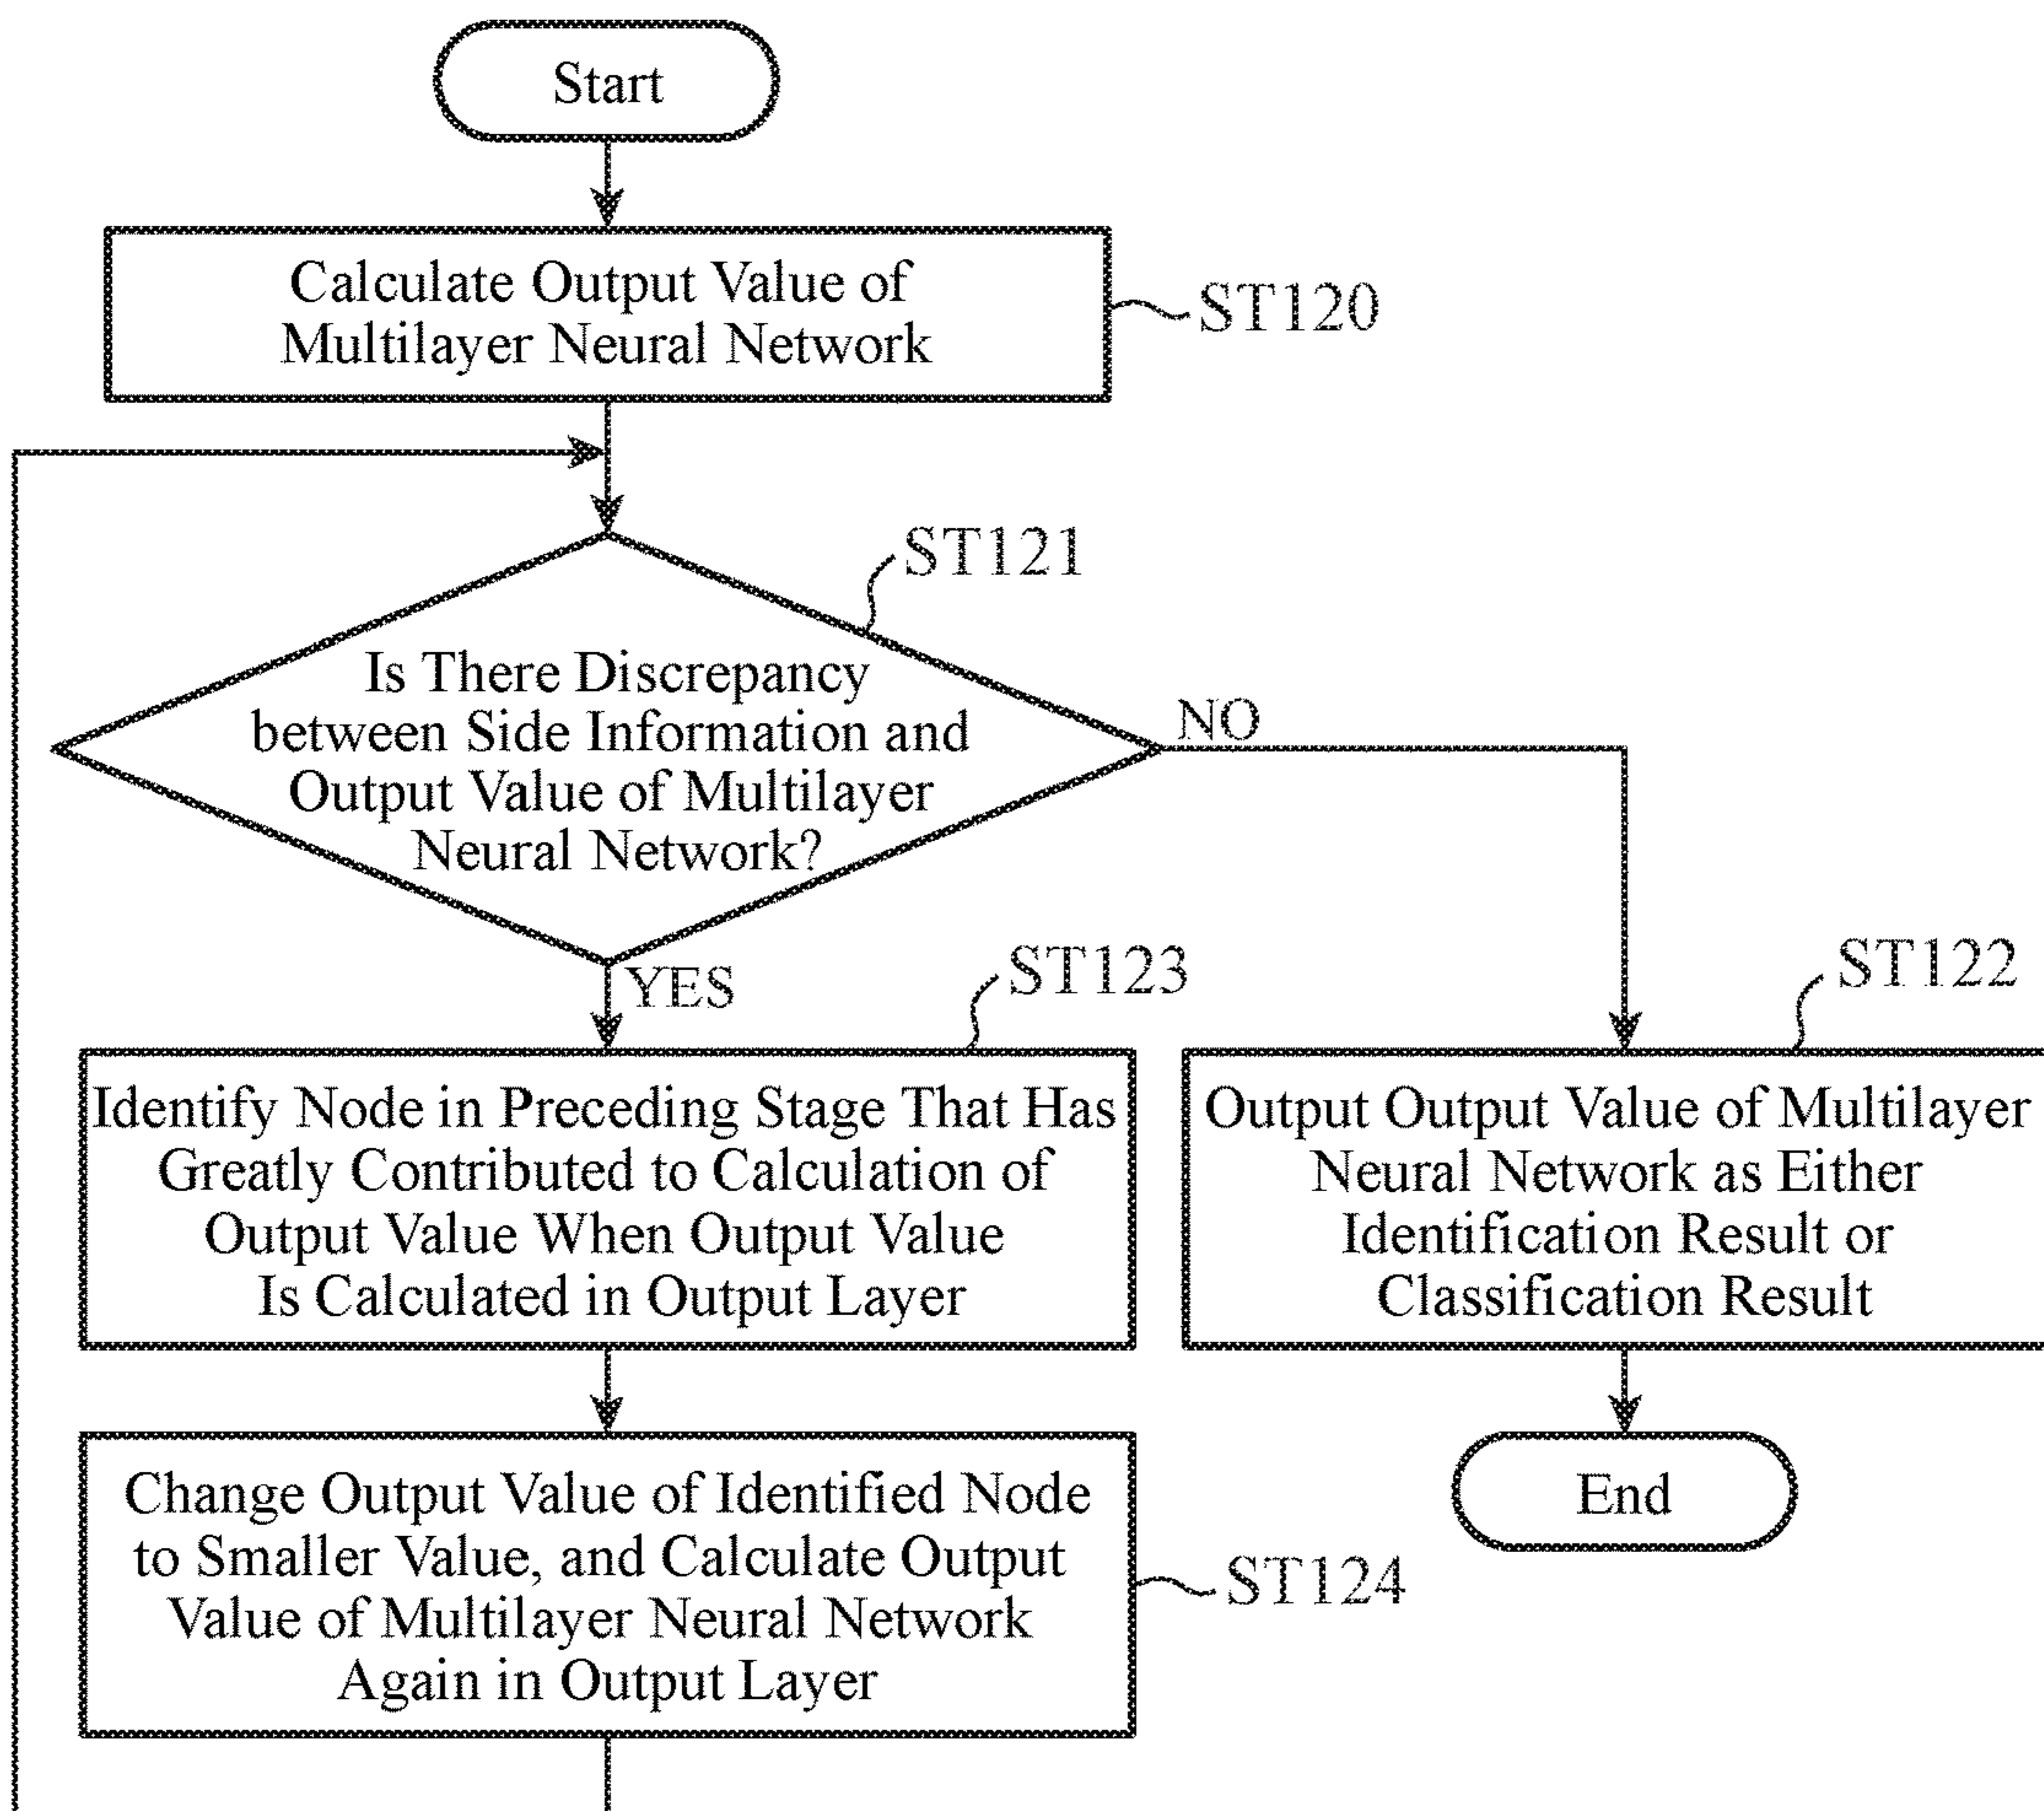 Start
Calculate Output Value of
Multilayer Neural Network
ST120
ST121
Is There Discrepancy
between Side Information and
Output Value of Multilayer
Neural Network?
NO
YES
ST123
ST122
Identify Node in Preceding Stage That Has
Greatly Contributed to Calculation of
Output Value When Output Value
Is Calculated in Output Layer
Output Output Value of Multilayer
Neural Network as Either
Identification Result or
Classification Result
Change Output Value of Identified Node
to Smaller Value, and Calculate Output
Value of Multilayer Neural Network
Again in Output Layer
ST124
End